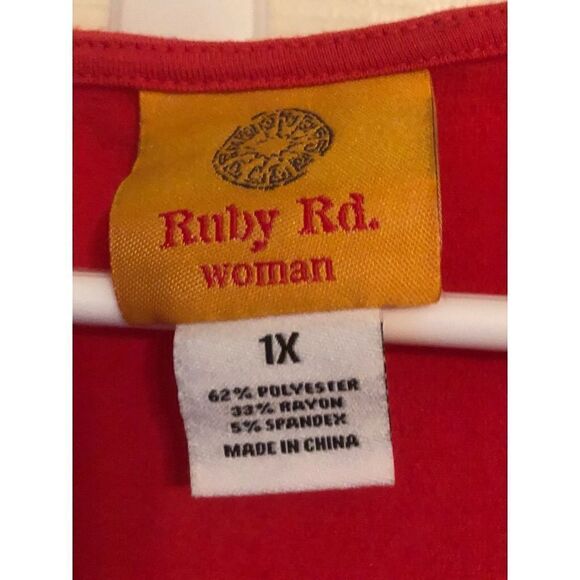 Ruby Rd.
woman
1X
62% POLYESTER
33% RAYON
5% SPANDEX
MADE IN CHINA